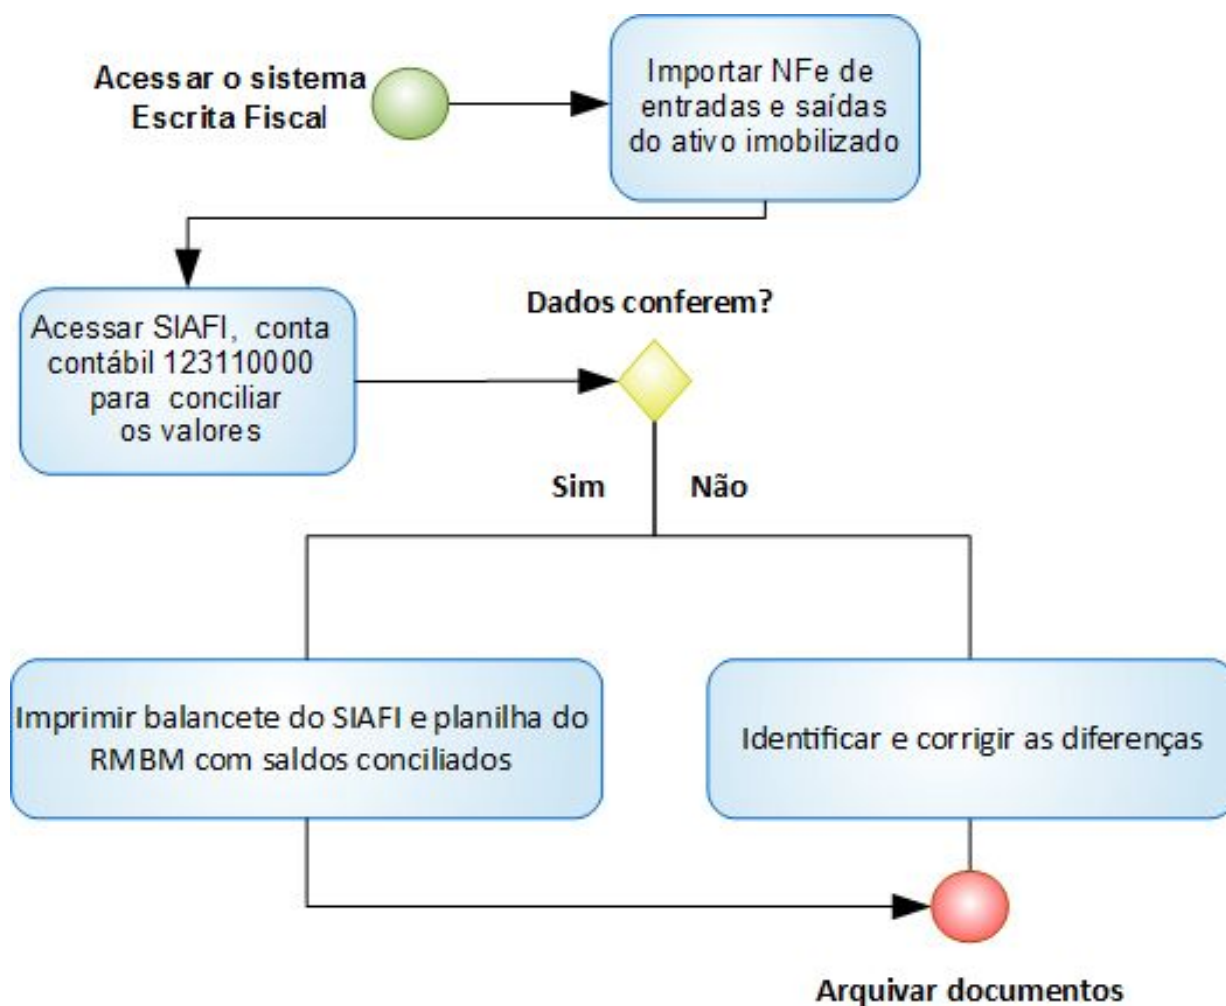 Acessar o sistema
Escrita Fiscal
Importar NFe de
entradas e saídas
do ativo imobilizado
Acessar SIAFI, conta
contábil 123110000
para conciliar
os valores
Dados conferem?
Sim
Não
Imprimir balancete do SIAFI e planilha do
RMBM com saldos conciliados
Identificar e corrigir as diferenças
Arquivar documentos